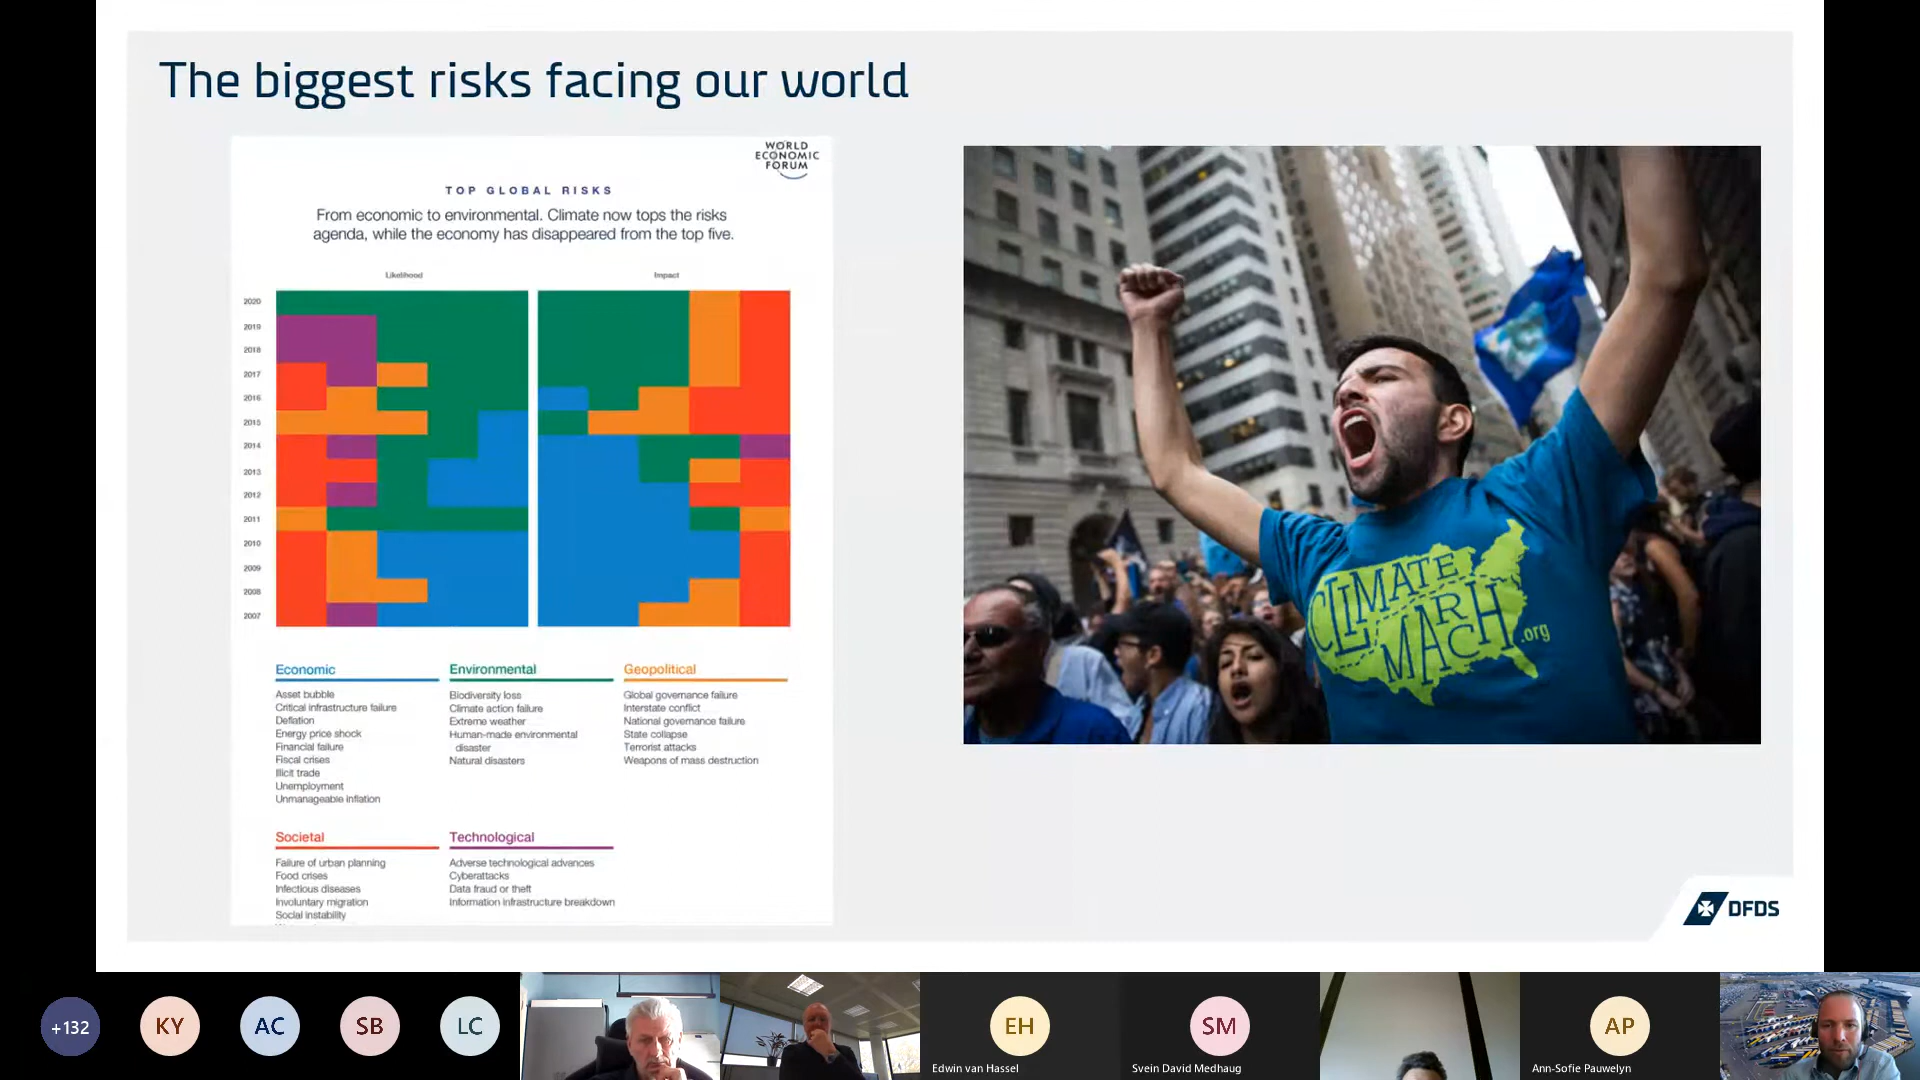 The biggest risks facing our world
WORLD
ECONOMIC
FORUM
TOP GLOBAL RISKS
From economic to environmental. Climate now tops the risks
agenda, while the economy has disappeared from the top five.
Likelihood
Impact
2020
2019
2018
2017
2016
2015
2014
2013
2012
2011
2010
2009
2008
2007
Economic
Asset bubble
Critical infrastructure failure
Deflation
Energy price shock
Financial failure
Fiscal crises
Illicit trade
Unemployment
Unmanageable inflation
Environmental
Biodiversity loss
Climate action failure
Extreme weather
Human-made environmental
disaster
Natural disasters
Geopolitical
Global governance failure
Interstate conflict
National governance failure
State collapse
Terrorist attacks
Weapons of mass destruction
Societal
Failure of urban planning
Food crises
Infectious diseases
Involuntary migration
Social instability
Technological
Adverse technological advances
Cyberattacks
Data fraud or theft
Information infrastructure breakdown
CLIMATE
MARCH
.org
DFDS
+132
KY
AC
SB
LC
EH
Edwin van Hassel
SM
Svein David Medhaug
AP
Ann-Sofie Pauwelyn